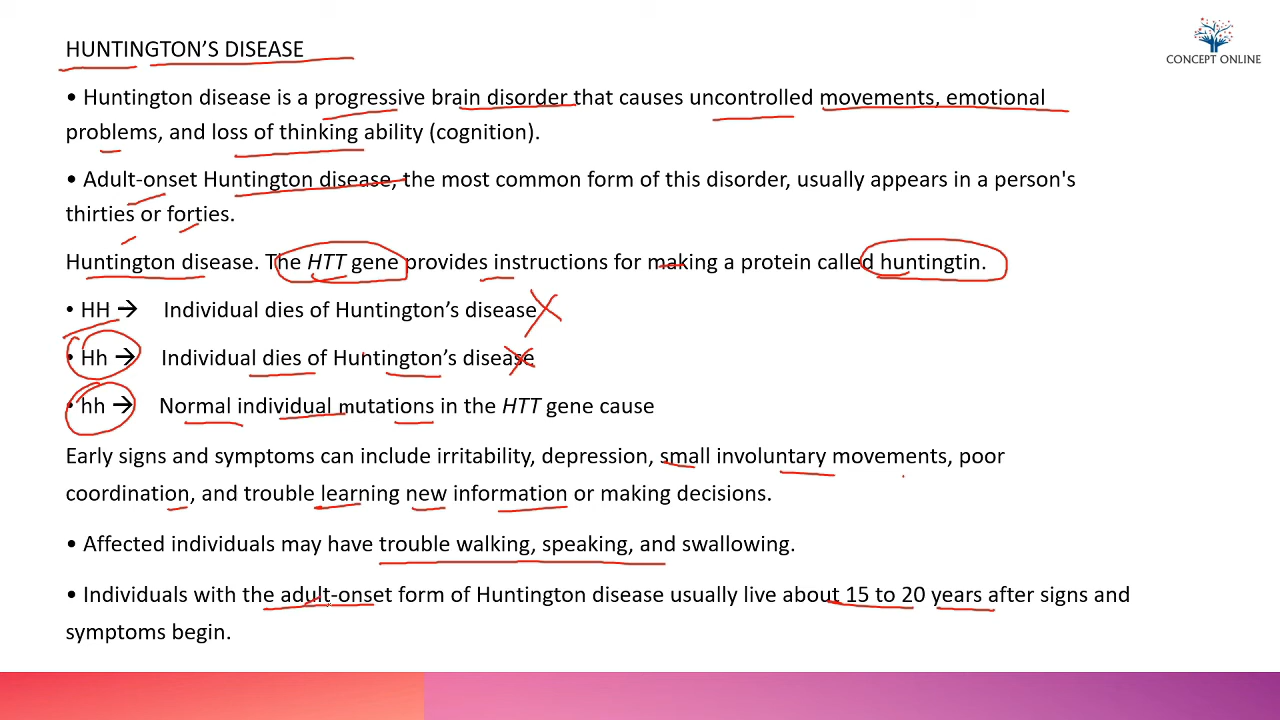 CONCEPT ONLINE
HUNTINGTON’S DISEASE
• Huntington disease is a progressive brain disorder that causes uncontrolled movements, emotional
problems, and loss of thinking ability (cognition).
• Adult-onset Huntington disease, the most common form of this disorder, usually appears in a person's
thirties or forties.
Huntington disease. The HTT gene provides instructions for making a protein called huntingtin.
• HH → Individual dies of Huntington’s disease
• Hh → Individual dies of Huntington’s disease
• hh → Normal individual mutations in the HTT gene cause
Early signs and symptoms can include irritability, depression, small involuntary movements, poor
coordination, and trouble learning new information or making decisions.
• Affected individuals may have trouble walking, speaking, and swallowing.
• Individuals with the adult-onset form of Huntington disease usually live about 15 to 20 years after signs and
symptoms begin.